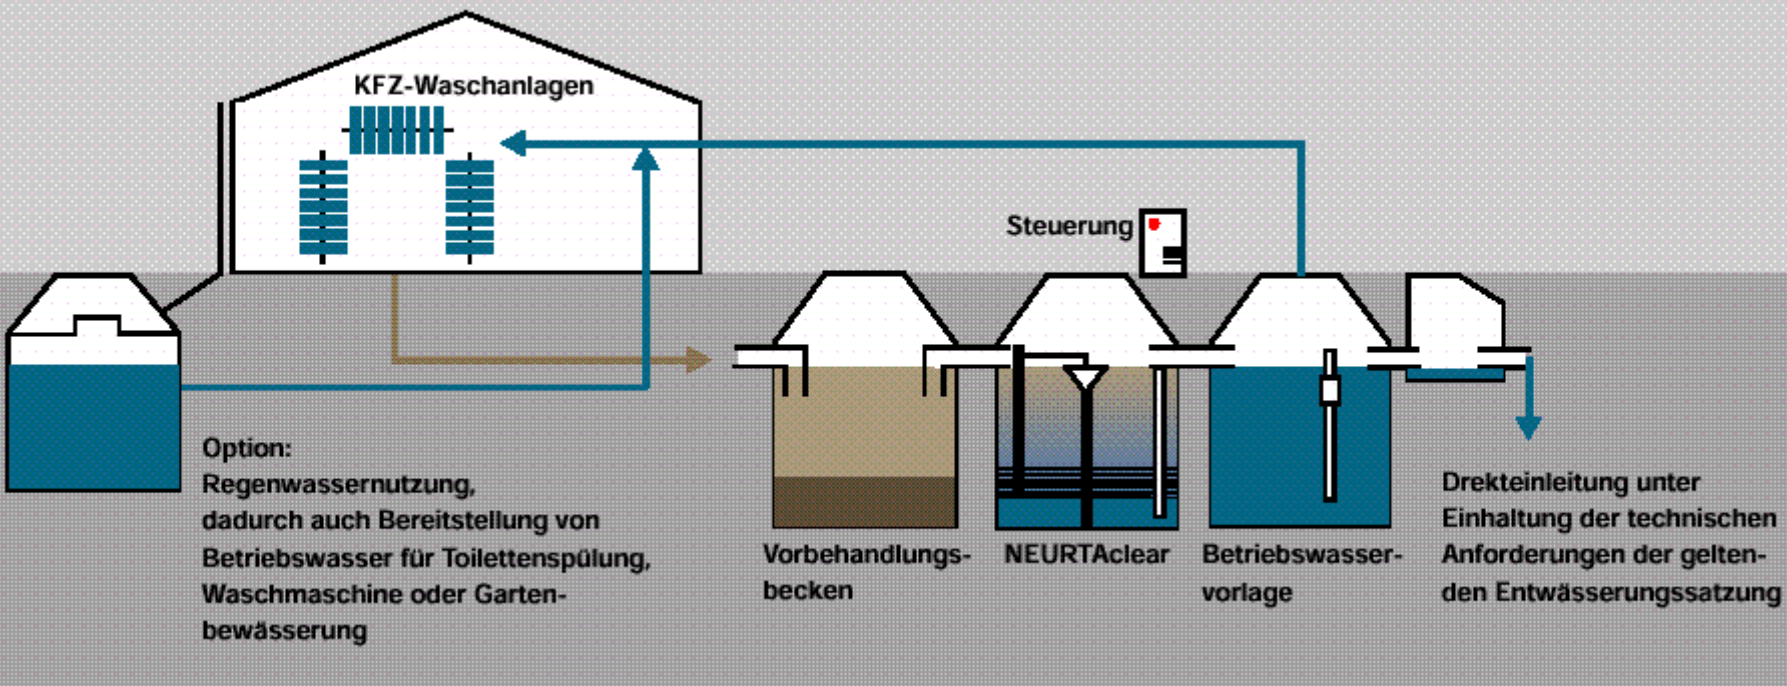 KFZ-Waschanlagen
Steuerung
Option:
Regenwassernutzung,
dadurch auch Bereitstellung von
Betriebswasser für Toilettenspülung,
Waschmaschine oder Garten-
bewässerung
Vorbehandlungs-
becken
NEURTAclear
Betriebswasser-
vorlage
Drekteinleitung unter
Einhaltung der technischen
Anforderungen der gelten-
den Entwässerungssatzung